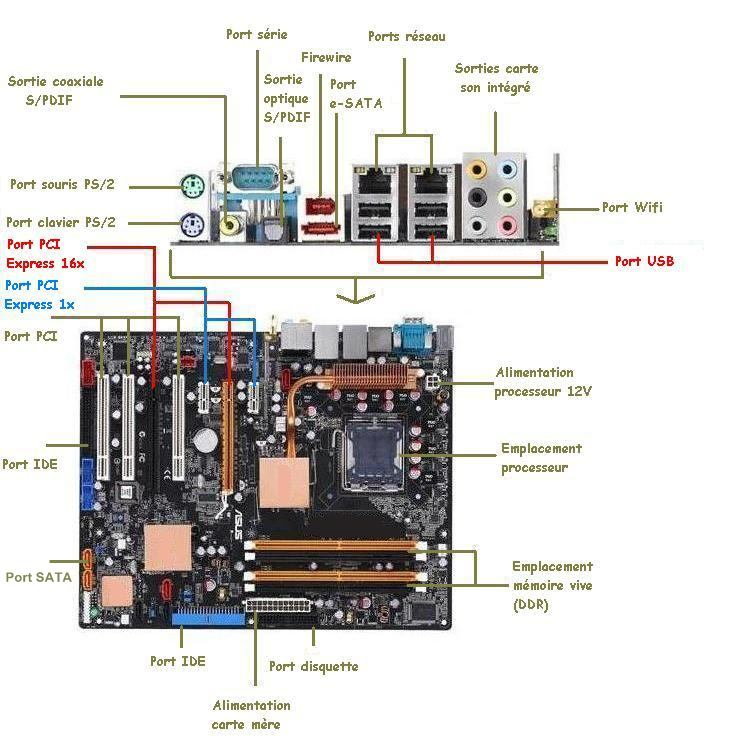 Port série
Ports réseau
Firewire
Sortie coaxiale
S/PDIF
Sortie
optique
S/PDIF
Port
e-SATA
Sorties carte
son intégré
Port souris PS/2
Port clavier PS/2
Port Wifi
Port PCI
Express 16x
Port USB
Port PCI
Express 1x
Port PCI
Alimentation
processeur 12V
Emplacement
processeur
Port IDE
ASUS
Port SATA
Emplacement
mémoire vive
(DDR)
Port IDE
Port disquette
Alimentation
carte mère